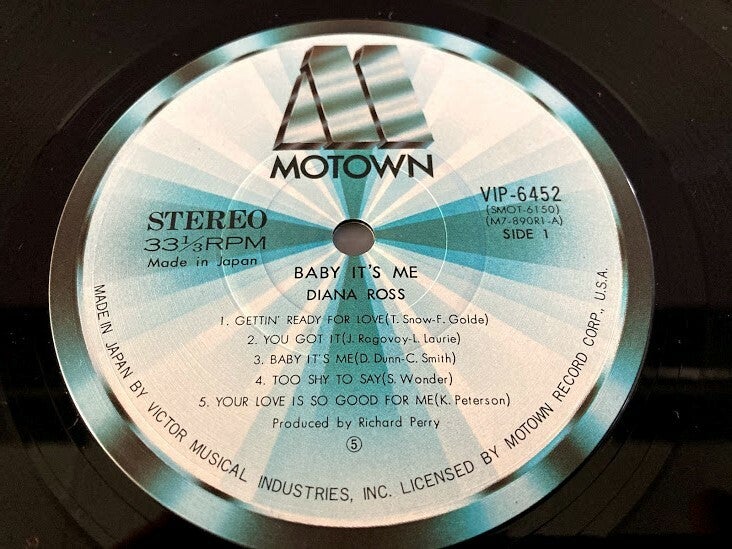 MOTOWN
VIP-6452
(SMOT-6150)
(M7-890R1-A)
SIDE 1
STEREO
33⅓RPM
Made in Japan
BABY IT'S ME
DIANA ROSS
1. GETTIN' READY FOR LOVE(T. Snow-F. Golde)
2. YOU GOT IT(J. Ragovoy-L. Laurie)
3. BABY IT'S ME(D. Dunn-C. Smith)
4. TOO SHY TO SAY(S. Wonder)
5. YOUR LOVE IS SO GOOD FOR ME(K. Peterson)
Produced by Richard Perry
⑤
MADE IN JAPAN BY VICTOR MUSICAL INDUSTRIES, INC. LICENSED BY MOTOWN RECORD CORP., U.S.A.